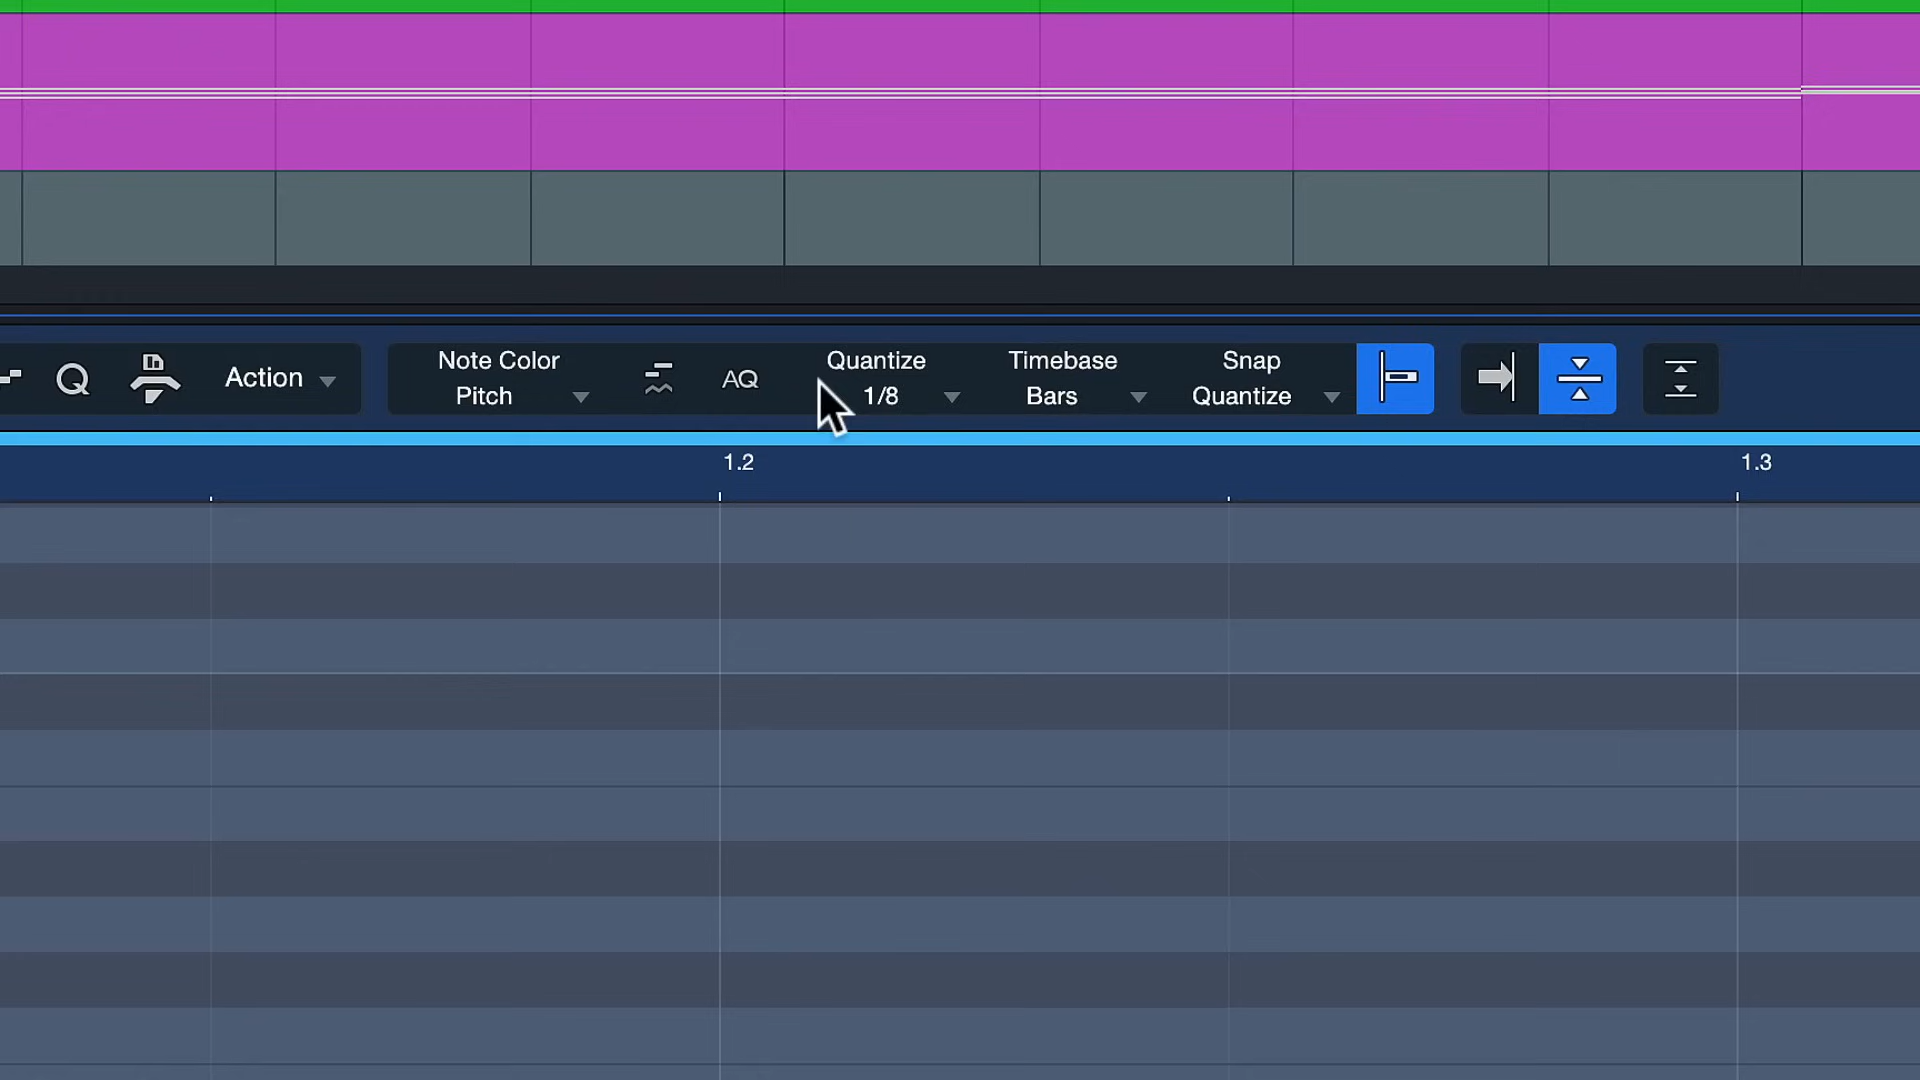 Q
Action
Note Color
Pitch
AQ
Quantize
1/8
Timebase
Bars
Snap
Quantize
1.2
1.3